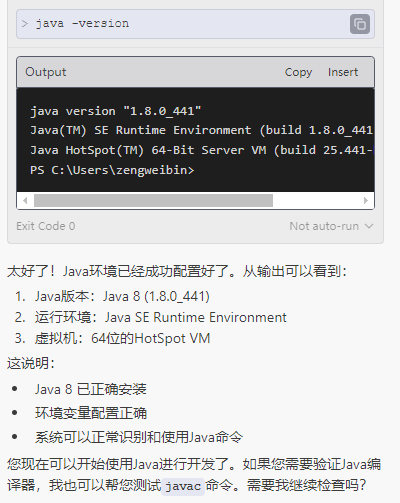 > java -version
Output Copy Insert
java version "1.8.0_441"
Java(TM) SE Runtime Environment (build 1.8.0_441
Java HotSpot(TM) 64-Bit Server VM (build 25.441-
PS C:\Users\zengweibin>
Exit Code 0 Not auto-run
太好了！Java环境已经成功配置好了。从输出可以看到：
1. Java版本：Java 8 (1.8.0_441)
2. 运行环境：Java SE Runtime Environment
3. 虚拟机：64位的HotSpot VM
这说明：
• Java 8 已正确安装
• 环境变量配置正确
• 系统可以正常识别和使用Java命令
您现在可以开始使用Java进行开发了。如果您需要验证Java编
译器，我也可以帮您测试 javac 命令。需要我继续检查吗？